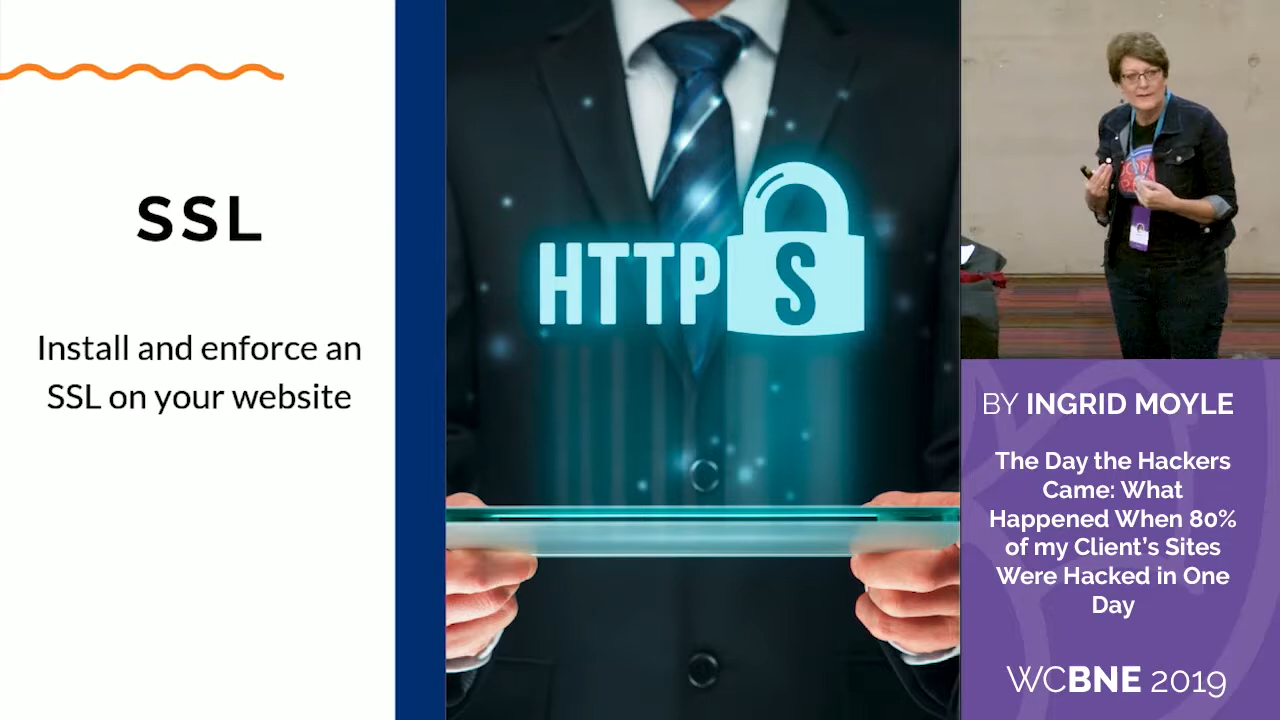 SSL
Install and enforce an
SSL on your website
HTTPS
BY INGRID MOYLE
The Day the Hackers
Came: What
Happened When 80%
of my Client’s Sites
Were Hacked in One
Day
WCBNE 2019